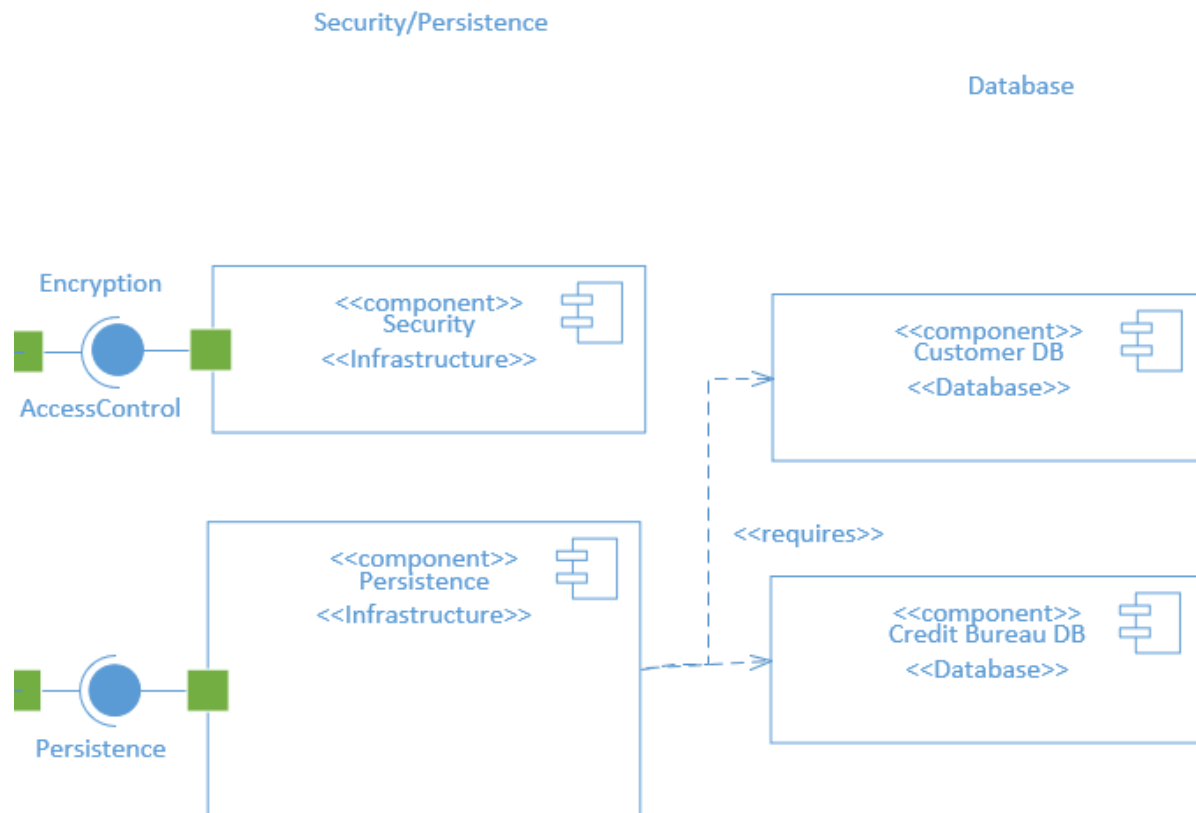 Security/Persistence
Database
Encryption
AccessControl
<<component>>
Security
<<Infrastructure>>
<<component>>
Customer DB
<<Database>>
<<requires>>
<<component>>
Persistence
<<Infrastructure>>
<<component>>
Credit Bureau DB
<<Database>>
Persistence